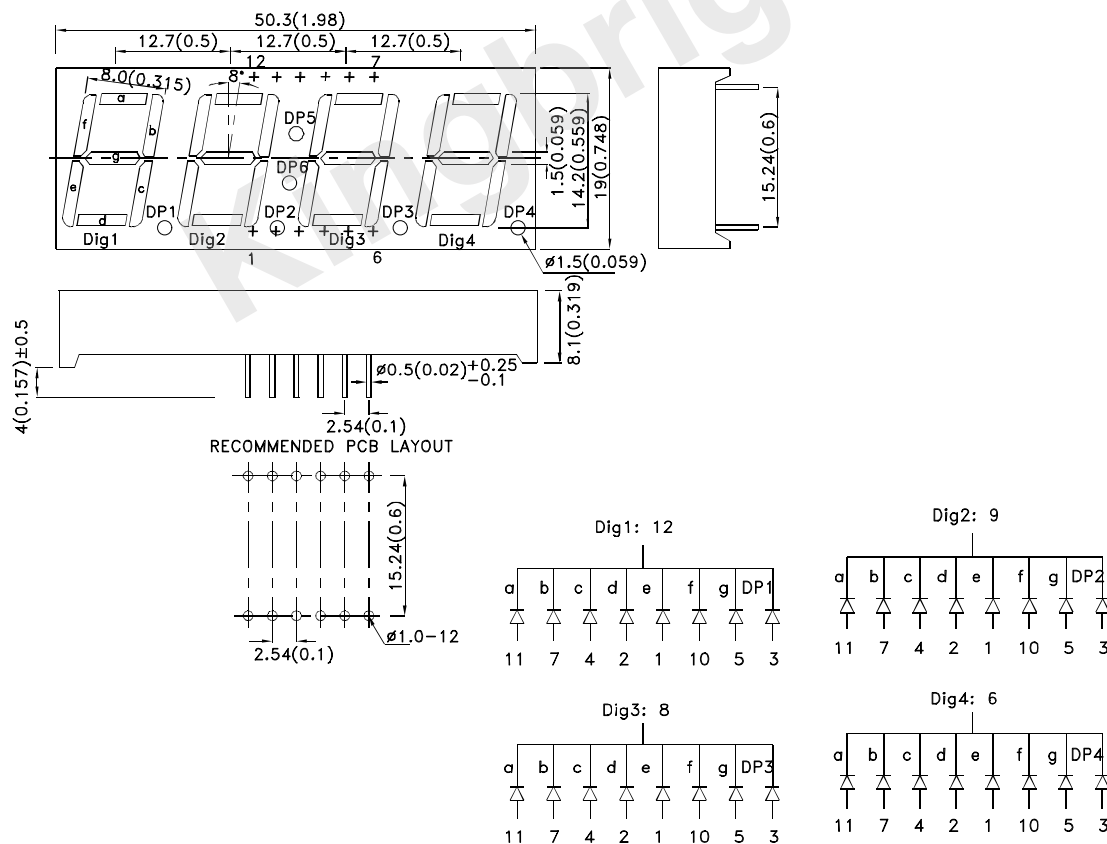 50.3(1.98)
12.7(0.5) 12.7(0.5) 12.7(0.5)
12 7
8.0(0.315) 8°
a
f b
g
e c
d
DP5
DP6
DP1 DP2 DP3 DP4
Dig1 Dig2 Dig3 Dig4
1 6
1.5(0.059)
14.2(0.559)
19(0.748)
ø1.5(0.059)
15.24(0.6)
Kingbrig
8.1(0.319)
4(0.157)±0.5
ø0.5(0.02)+0.25 −0.1
2.54(0.1)
RECOMMENDED PCB LAYOUT
15.24(0.6)
2.54(0.1)
ø1.0−12
Dig1: 12
a b c d e f g DP1
11 7 4 2 1 10 5 3
Dig2: 9
a b c d e f g DP2
11 7 4 2 1 10 5 3
Dig3: 8
a b c d e f g DP3
11 7 4 2 1 10 5 3
Dig4: 6
a b c d e f g DP4
11 7 4 2 1 10 5 3